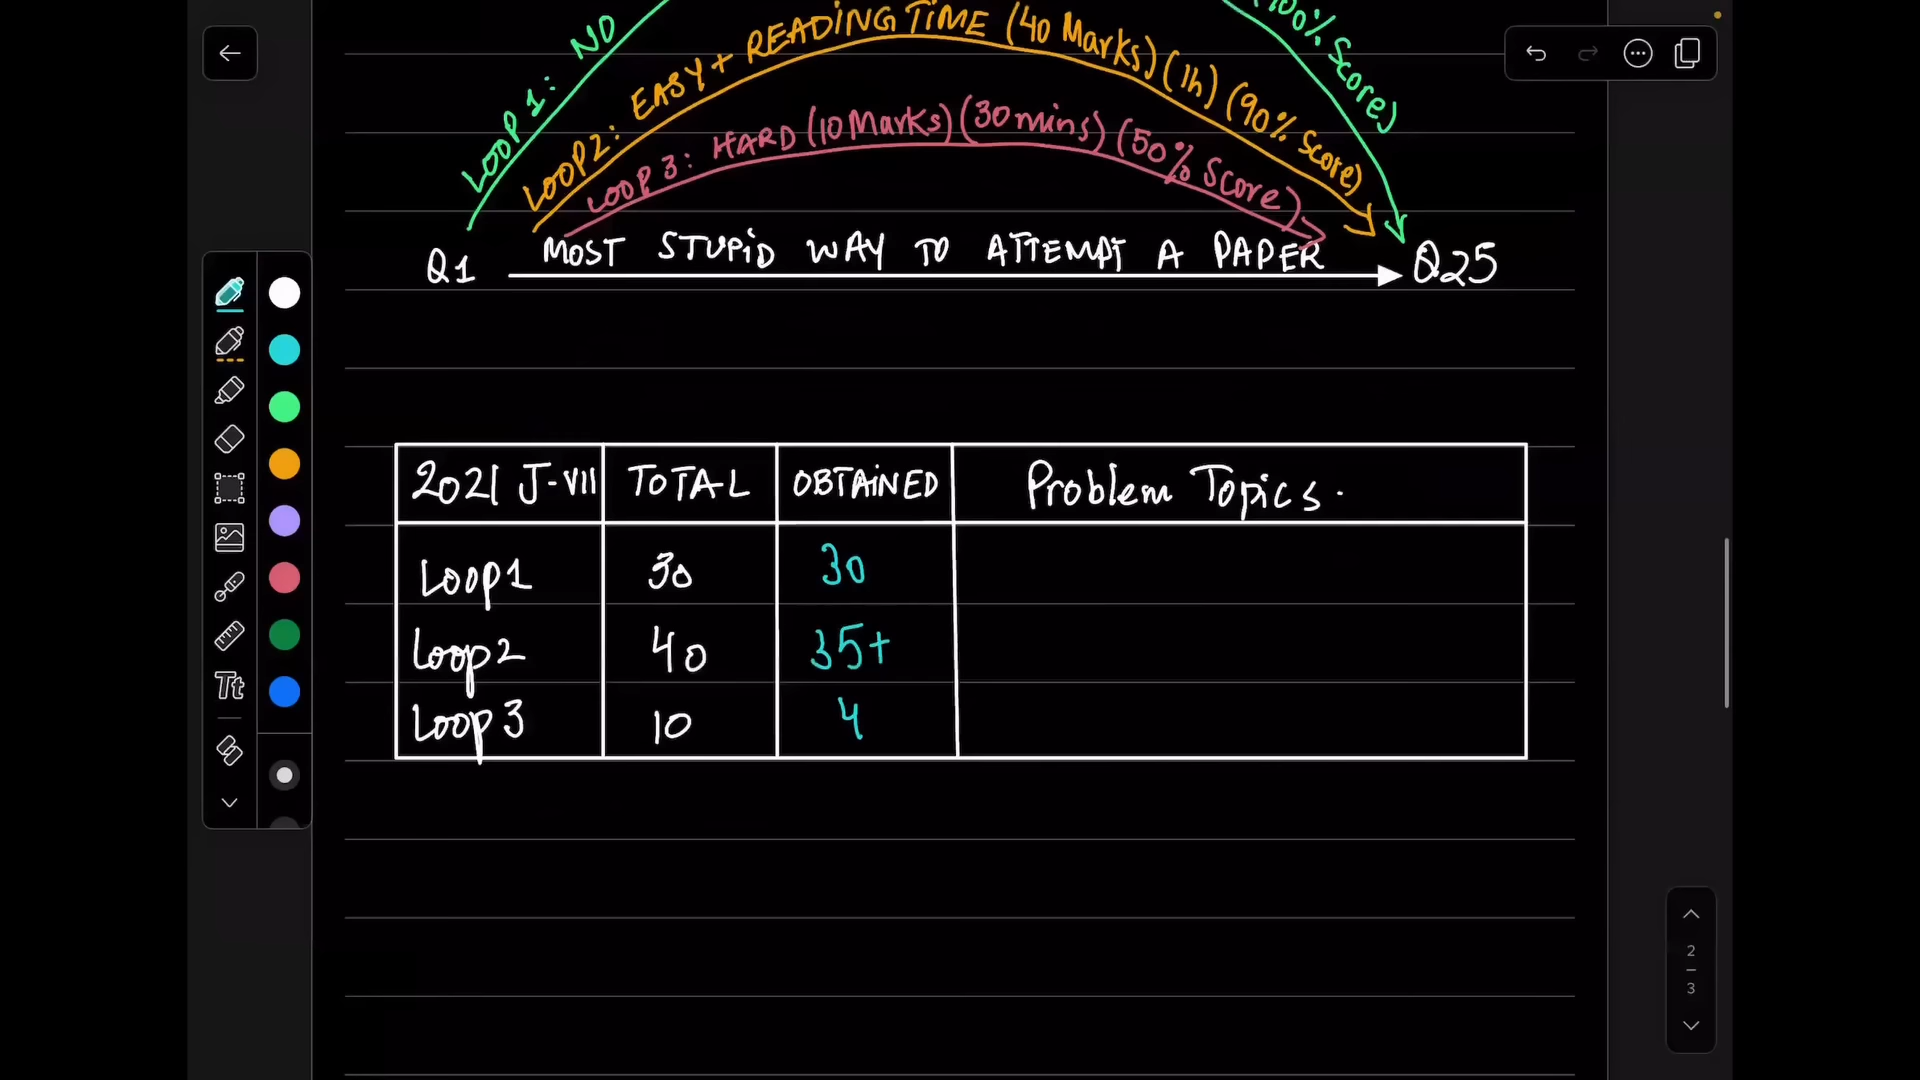 LOOP 1: NO
100% Score)
LOOP2: EASY + READING TIME (40 Marks) (1h) (90% Score)
LOOP 3: HARD (10 Marks) (30 mins) (50% Score)
Q1 MOST STUPID WAY TO ATTEMPT A PAPER Q25
2021 J-VII TOTAL OBTAINED Problem Topics.
Loop1 30 30
Loop2 40 35+
Loop3 10 4
Tt
2
3